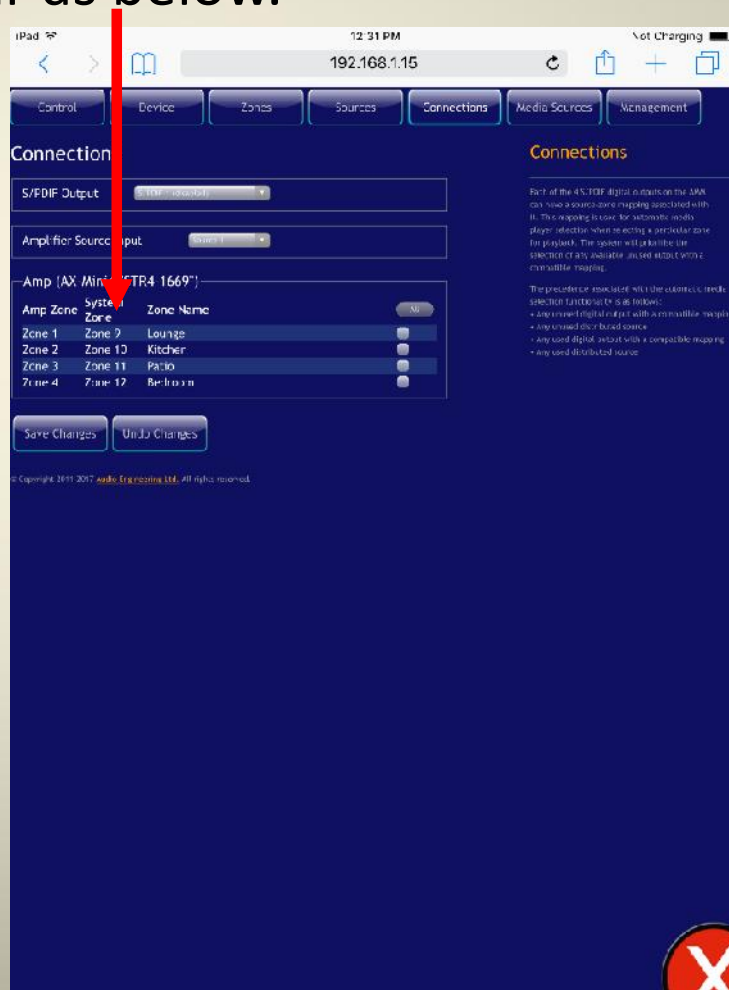 as below.
iPad 12:31 PM Not Charging
192.168.1.15
Control Device Zones Sources Connections Media Sources Management
Connection
Connections
S/PDIF Output
Amplifier Source Input
Each of the 4 S/PDIF digital outputs on the
can have a source-zone mapping associated with
it. This mapping is used for automatic media
player selection when selecting a particular zone
for playback. The system will prioritise the
selection of any available unused output with a
compatible mapping.
The precedence associated with the automatic media
selection functionality is as follows:
• Any unused digital output with a compatible mappin
• Any unused distributed source
• Any used digital output with a compatible mapping
• Any used distributed source
Amp (AX Mini STR4 1669")
Amp Zone System Zone Zone Name All
Zone 1 Zone 9 Lounge
Zone 2 Zone 10 Kitchen
Zone 3 Zone 11 Patio
Zone 4 Zone 12 Bedroom
Save Changes Undo Changes
© Copyright 2011-2017 Audio Engineering Ltd. All rights reserved.
X